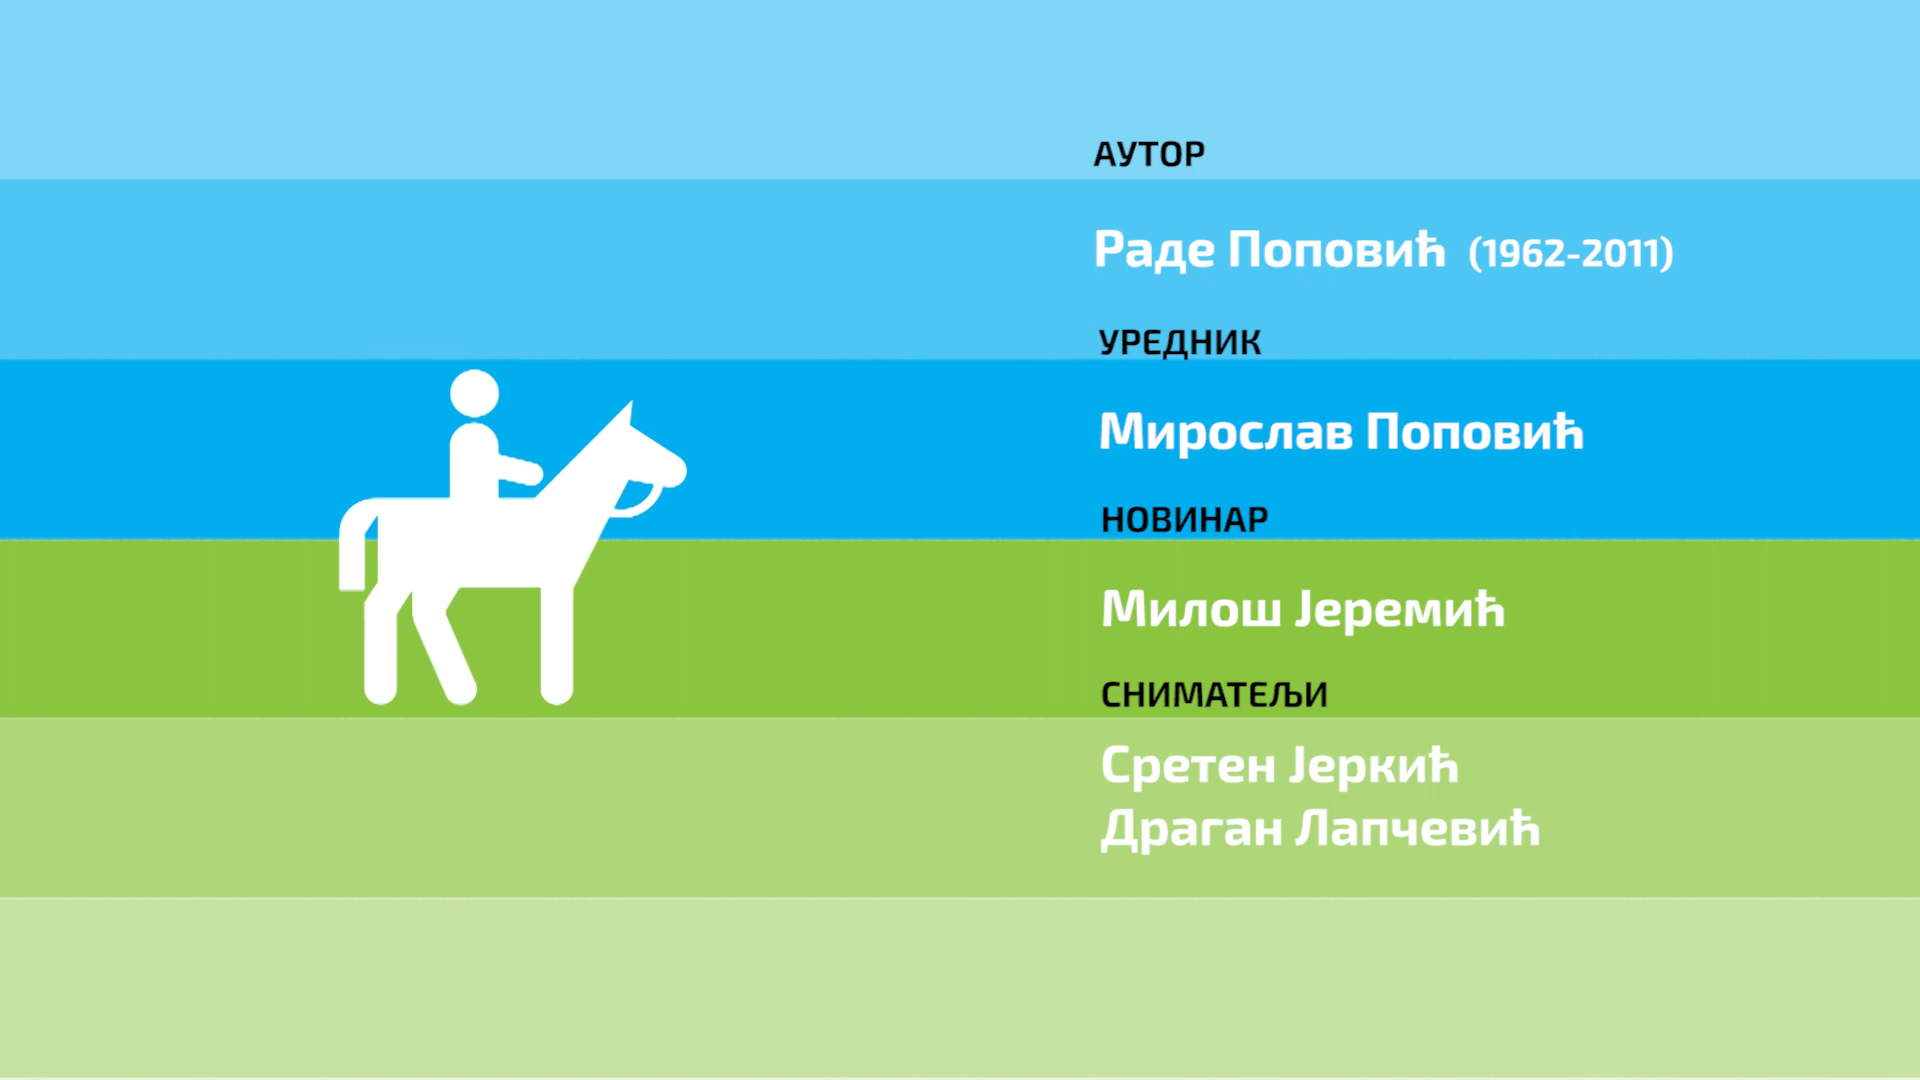 АУТОР
Раде Поповић (1962-2011)
УРЕДНИК
Мирослав Поповић
НОВИНАР
Милош Јеремић
СНИМАТЕЉИ
Сретен Јеркић
Драган Лапчевић